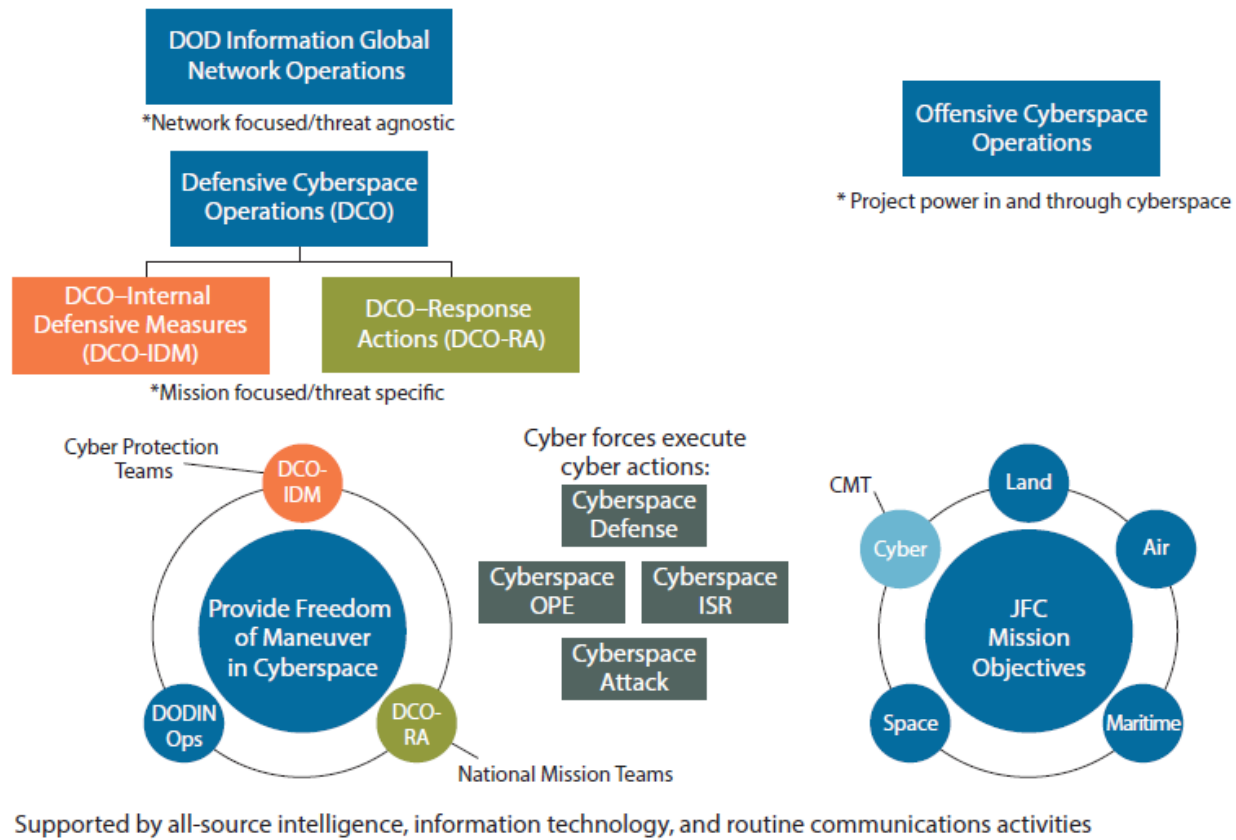 DOD Information Global
Network Operations
*Network focused/threat agnostic
Defensive Cyberspace
Operations (DCO)
DCO–Internal
Defensive Measures
(DCO-IDM)
DCO–Response
Actions (DCO-RA)
*Mission focused/threat specific
Offensive Cyberspace
Operations
* Project power in and through cyberspace
Cyber Protection
Teams
DCO-
IDM
Provide Freedom
of Maneuver
in Cyberspace
DODIN
Ops
DCO-
RA
National Mission Teams
Cyber forces execute
cyber actions:
Cyberspace
Defense
Cyberspace
OPE
Cyberspace
ISR
Cyberspace
Attack
CMT
Land
Cyber
Air
JFC
Mission
Objectives
Space
Maritime
Supported by all-source intelligence, information technology, and routine communications activities